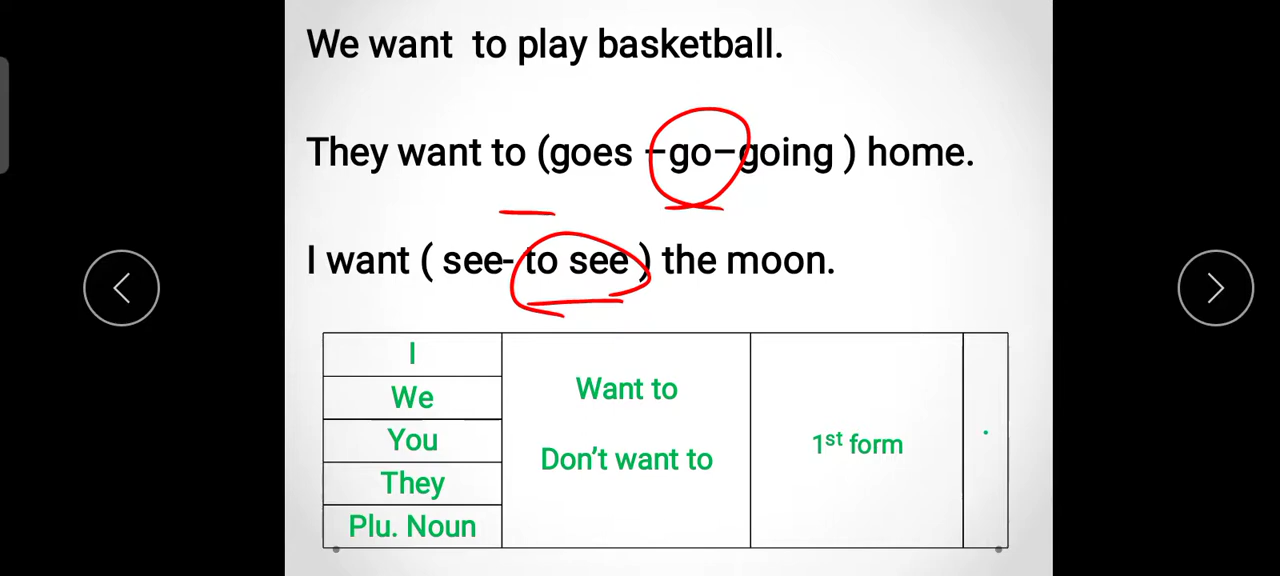 We want to play basketball.
They want to (goes –go–going ) home.
I want ( see- to see ) the moon.
I
We
You
They
Plu. Noun
Want to
Don’t want to
1st form
.